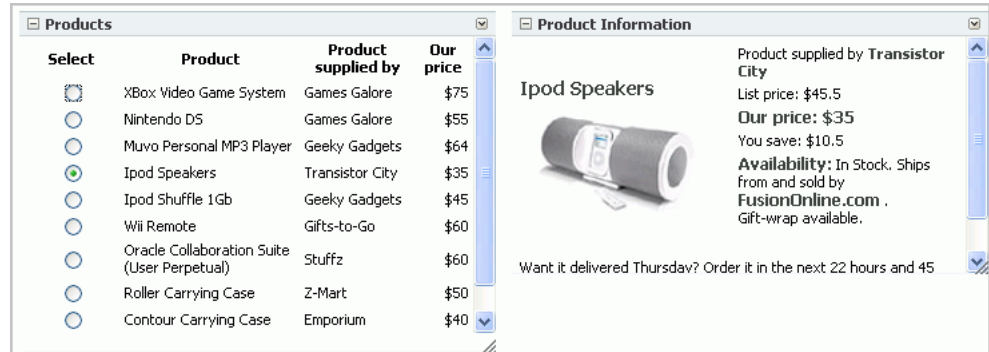 Products
Select Product Product supplied by Our price
XBox Video Game System Games Galore $75
Nintendo DS Games Galore $55
Muvo Personal MP3 Player Geeky Gadgets $64
Ipod Speakers Transistor City $35
Ipod Shuffle 1Gb Geeky Gadgets $45
Wii Remote Gifts-to-Go $60
Oracle Collaboration Suite
(User Perpetual) Stuffz $60
Roller Carrying Case Z-Mart $50
Contour Carrying Case Emporium $40
Product Information
Ipod Speakers
Product supplied by Transistor
City
List price: $45.5
Our price: $35
You save: $10.5
Availability: In Stock. Ships
from and sold by
FusionOnline.com .
Gift-wrap available.
Want it delivered Thursday? Order it in the next 22 hours and 45